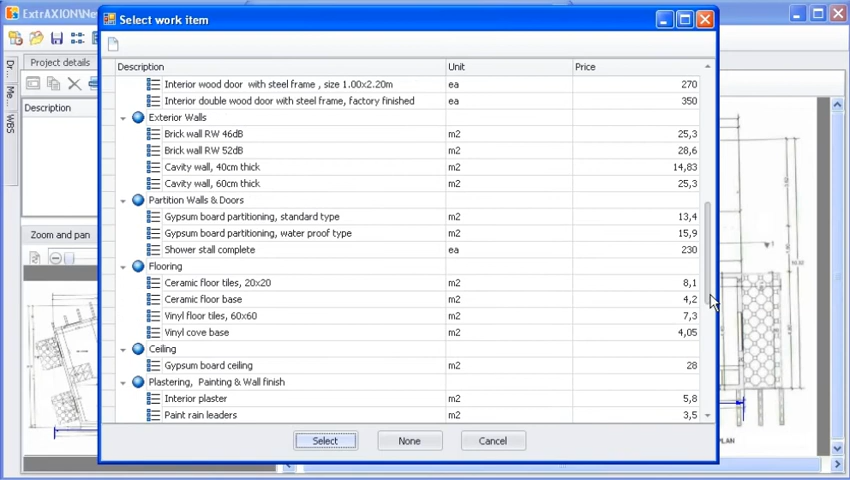 ExtrAXION\Ne
Select work item
Project details
Description Unit Price
Interior wood door with steel frame , size 1.00x2.20m ea 270
Interior double wood door with steel frame, factory finished ea 350
Exterior Walls
Brick wall RW 46dB m2 25,3
Brick wall RW 52dB m2 28,6
Cavity wall, 40cm thick m2 14,83
Cavity wall, 60cm thick m2 25,3
Partition Walls & Doors
Gypsum board partitioning, standard type m2 13,4
Gypsum board partitioning, water proof type m2 15,9
Shower stall complete ea 230
Flooring
Ceramic floor tiles, 20x20 m2 8,1
Ceramic floor base m2 4,2
Vinyl floor tiles, 60x60 m2 7,3
Vinyl cove base m2 4,05
Ceiling
Gypsum board ceiling m2 28
Plastering, Painting & Wall finish
Interior plaster m2 5,8
Paint rain leaders m2 3,5
Select None Cancel
Description
Zoom and pan
Dr
Me
WBS
PLAN